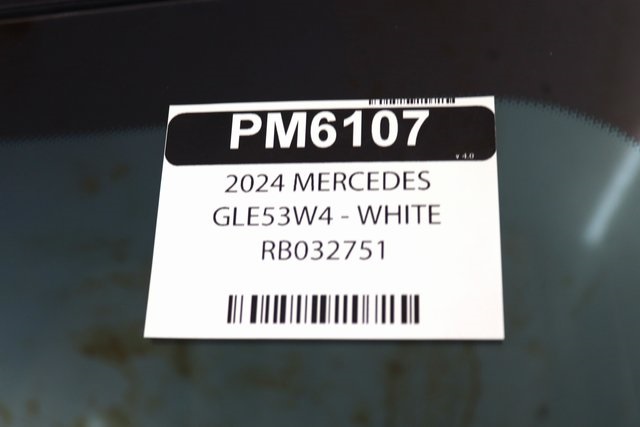 PM6107
v 4.0
2024 MERCEDES
GLE53W4 - WHITE
RB032751